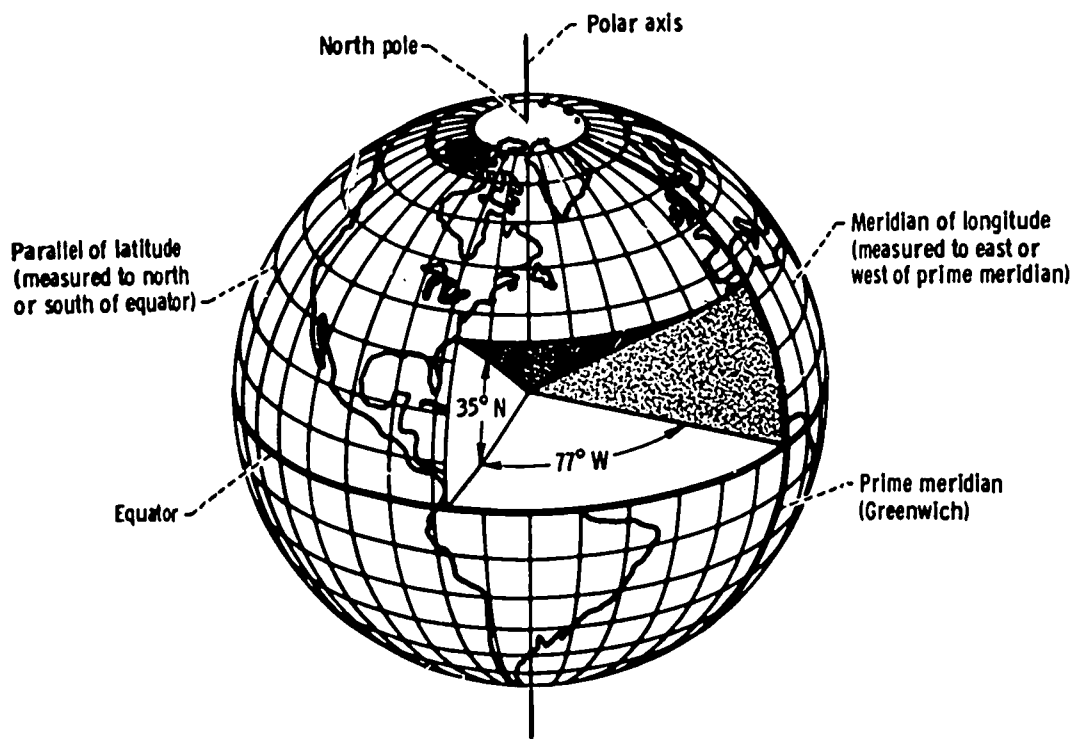 Polar axis
North pole
Meridian of longitude
(measured to east or
west of prime meridian)
Parallel of latitude
(measured to north
or south of equator)
35° N
77° W
Equator
Prime meridian
(Greenwich)